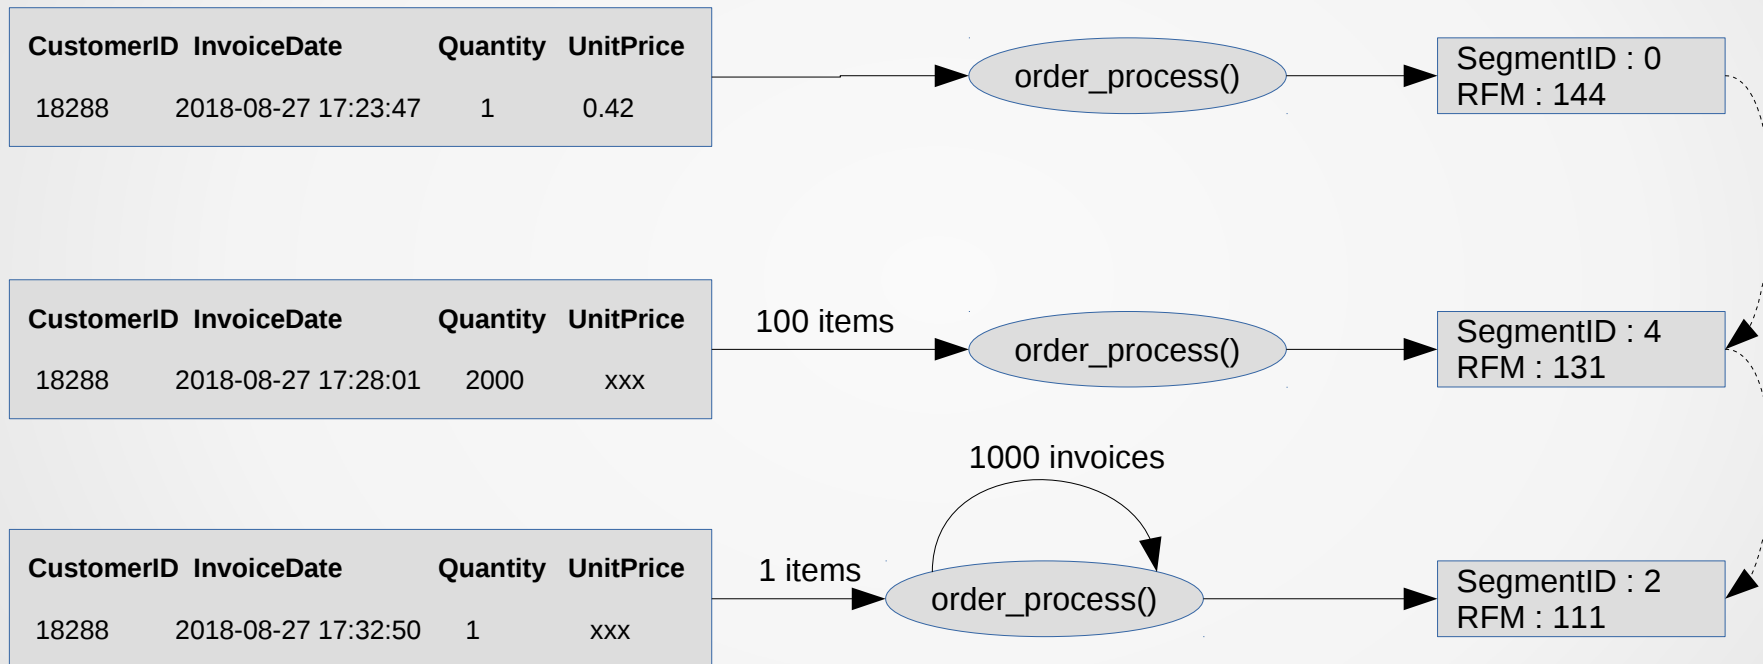 CustomerID InvoiceDate Quantity UnitPrice
18288 2018-08-27 17:23:47 1 0.42
order_process()
SegmentID : 0
RFM : 144
CustomerID InvoiceDate Quantity UnitPrice
18288 2018-08-27 17:28:01 2000 xxx
100 items
order_process()
SegmentID : 4
RFM : 131
1000 invoices
CustomerID InvoiceDate Quantity UnitPrice
18288 2018-08-27 17:32:50 1 xxx
1 items
order_process()
SegmentID : 2
RFM : 111